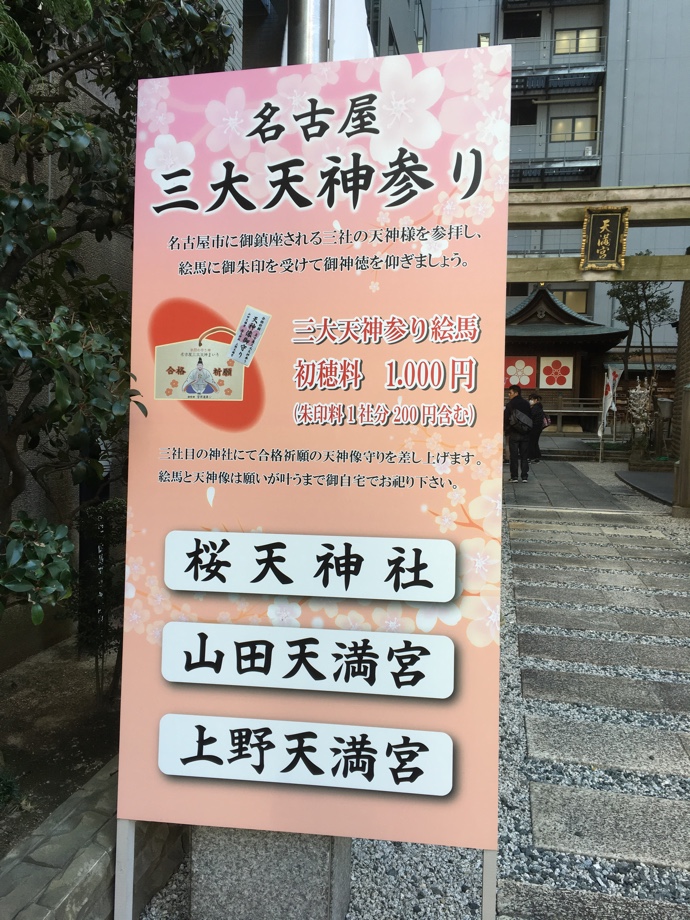 名古屋
三大天神参り
名古屋市に御鎮座される三社の天神様を参拝し、
絵馬に御朱印を受けて御神徳を仰ぎましょう。
合格 祈願
三大天神参り絵馬
初穂料 1.000円
(朱印料1社分200円含む)
三社目の神社にて合格祈願の天神像守りを差し上げます。
絵馬と天神像は願いが叶うまで御自宅でお祀り下さい。
桜天神社
山田天満宮
上野天満宮
天満宮